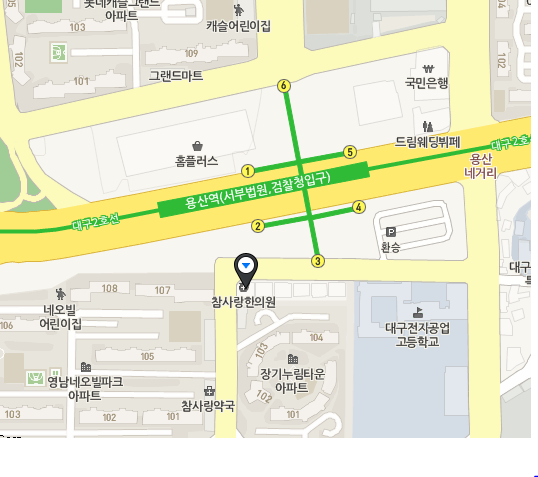 롯데캐슬그랜드
아파트
캐슬어린이집
103
102
105
104
그랜드마트
6
국민은행
드림웨딩뷔페
홈플러스
5
1
용산
네거리
대구 2호선
용산역(서부법원,검찰청입구)
대구2호선
4
2
P
환승
3
참사랑한의원
108
107
네오빌
어린이집
106
105
대구전자공업
고등학교
104
103
장기누림타운
아파트
영남네오빌파크
아파트
102
101
참사랑약국
103
102
101
102
대구